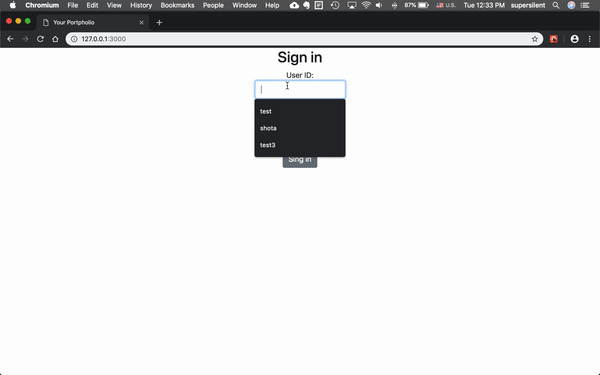 Chromium File Edit View History Bookmarks People Window Help 87% U.S. Tue 12:33 PM supersilent
Your Portpholio
127.0.0.1:3000
Sign in
User ID:
test
shota
test3
Sing in